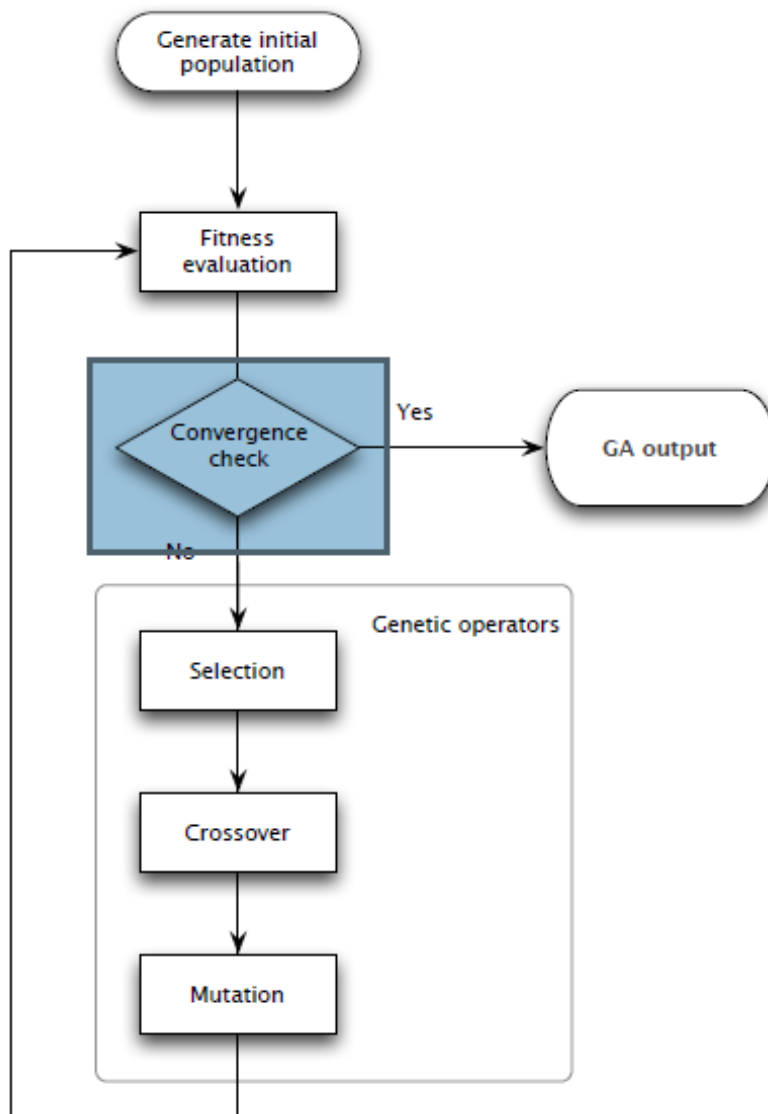 Generate initial
population
Fitness
evaluation
Convergence
check
Yes
GA output
No
Genetic operators
Selection
Crossover
Mutation